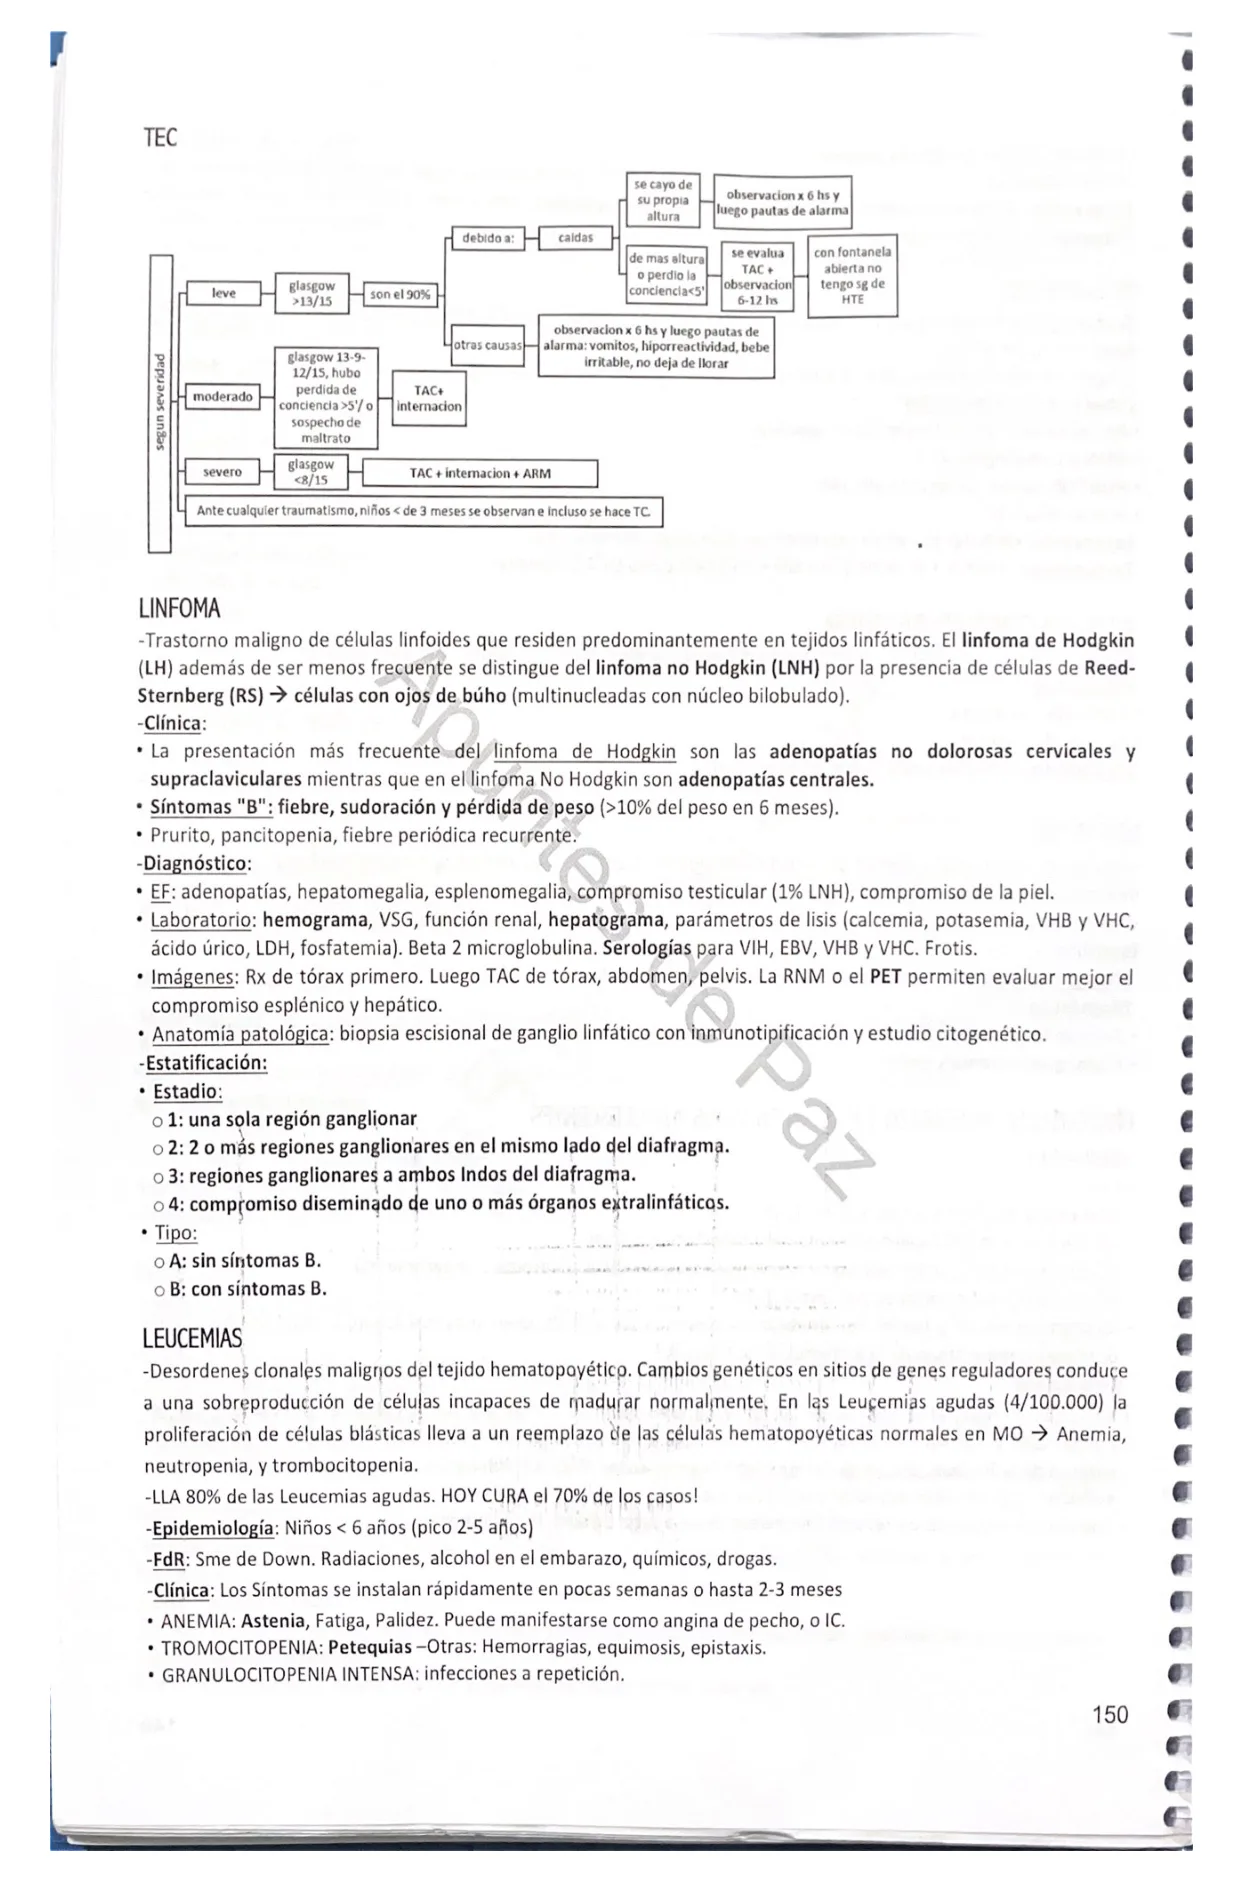 TEC
segun severidad
leve
glasgow
>13/15
son el 90%
debido a:
caidas
se cayo de
su propia
altura
observacion x 6 hs y
luego pautas de alarma
de mas altura
o perdio la
conciencia<5'
se evalua
TAC +
observacion
6-12 hs
con fontanela
abierta no
tengo sg de
HTE
otras causas
observacion x 6 hs y luego pautas de
alarma: vomitos, hiporreactividad, bebe
irritable, no deja de llorar
moderado
glasgow 13-9-
12/15, hubo
perdida de
conciencia >5'/ o
sospecho de
maltrato
TAC+
internacion
severo
glasgow
<8/15
TAC + internacion + ARM
Ante cualquier traumatismo, niños < de 3 meses se observan e incluso se hace TC.
LINFOMA
-Trastorno maligno de células linfoides que residen predominantemente en tejidos linfáticos. El linfoma de Hodgkin
(LH) además de ser menos frecuente se distingue del linfoma no Hodgkin (LNH) por la presencia de células de Reed-
Sternberg (RS) → células con ojos de búho (multinucleadas con núcleo bilobulado).
-Clínica:
• La presentación más frecuente del linfoma de Hodgkin son las adenopatías no dolorosas cervicales y
supraclaviculares mientras que en el linfoma No Hodgkin son adenopatías centrales.
• Síntomas "B": fiebre, sudoración y pérdida de peso (>10% del peso en 6 meses).
• Prurito, pancitopenia, fiebre periódica recurrente.
-Diagnóstico:
• EF: adenopatías, hepatomegalia, esplenomegalia, compromiso testicular (1% LNH), compromiso de la piel.
• Laboratorio: hemograma, VSG, función renal, hepatograma, parámetros de lisis (calcemia, potasemia, VHB y VHC,
ácido úrico, LDH, fosfatemia). Beta 2 microglobulina. Serologías para VIH, EBV, VHB y VHC. Frotis.
• Imágenes: Rx de tórax primero. Luego TAC de tórax, abdomen, pelvis. La RNM o el PET permiten evaluar mejor el
compromiso esplénico y hepático.
• Anatomía patológica: biopsia escisional de ganglio linfático con inmunotipificación y estudio citogenético.
-Estatificación:
• Estadio:
o 1: una sola región ganglionar
o 2: 2 o más regiones ganglionares en el mismo lado del diafragma.
o 3: regiones ganglionares a ambos lndos del diafragma.
o 4: compromiso diseminado de uno o más órganos extralinfáticos.
• Tipo:
o A: sin síntomas B.
o B: con síntomas B.
LEUCEMIAS
-Desordenes clonales malignos del tejido hematopoyético. Cambios genéticos en sitios de genes reguladores conduce
a una sobreproducción de células incapaces de madurar normalmente. En las Leucemias agudas (4/100.000) la
proliferación de células blásticas lleva a un reemplazo de las células hematopoyéticas normales en MO → Anemia,
neutropenia, y trombocitopenia.
-LLA 80% de las Leucemias agudas. HOY CURA el 70% de los casos!
-Epidemiología: Niños < 6 años (pico 2-5 años)
-FdR: Sme de Down. Radiaciones, alcohol en el embarazo, químicos, drogas.
-Clínica: Los Síntomas se instalan rápidamente en pocas semanas o hasta 2-3 meses
• ANEMIA: Astenia, Fatiga, Palidez. Puede manifestarse como angina de pecho, o IC.
• TROMOCITOPENIA: Petequias –Otras: Hemorragias, equimosis, epistaxis.
• GRANULOCITOPENIA INTENSA: infecciones a repetición.
150
Apuntes de Paz